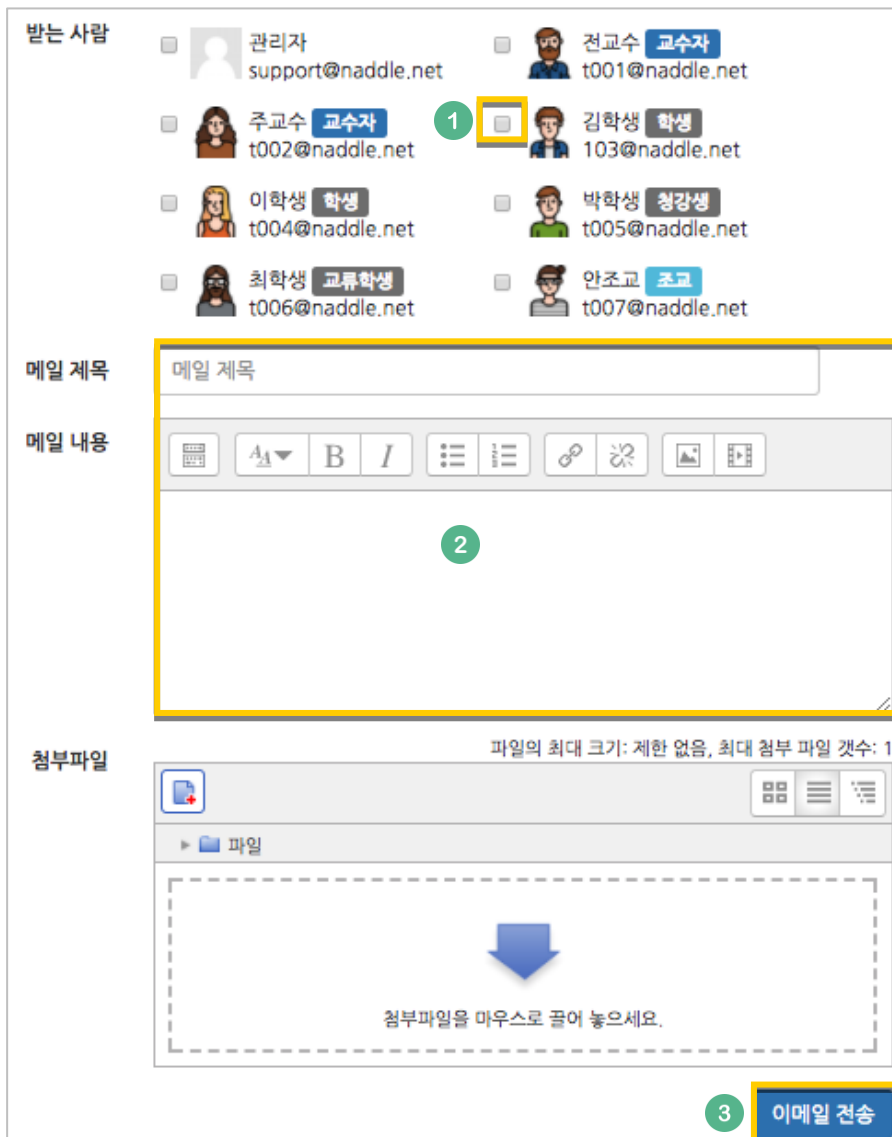 받는 사람
관리자
support@naddle.net
전교수 교수자
t001@naddle.net
주교수 교수자
t002@naddle.net
1
김학생 학생
103@naddle.net
이학생 학생
t004@naddle.net
박학생 청강생
t005@naddle.net
최학생 교류학생
t006@naddle.net
안조교 조교
t007@naddle.net
메일 제목
메일 제목
메일 내용
B I
2
첨부파일
파일의 최대 크기: 제한 없음, 최대 첨부 파일 갯수: 1
파일
첨부파일을 마우스로 끌어 놓으세요.
3
이메일 전송